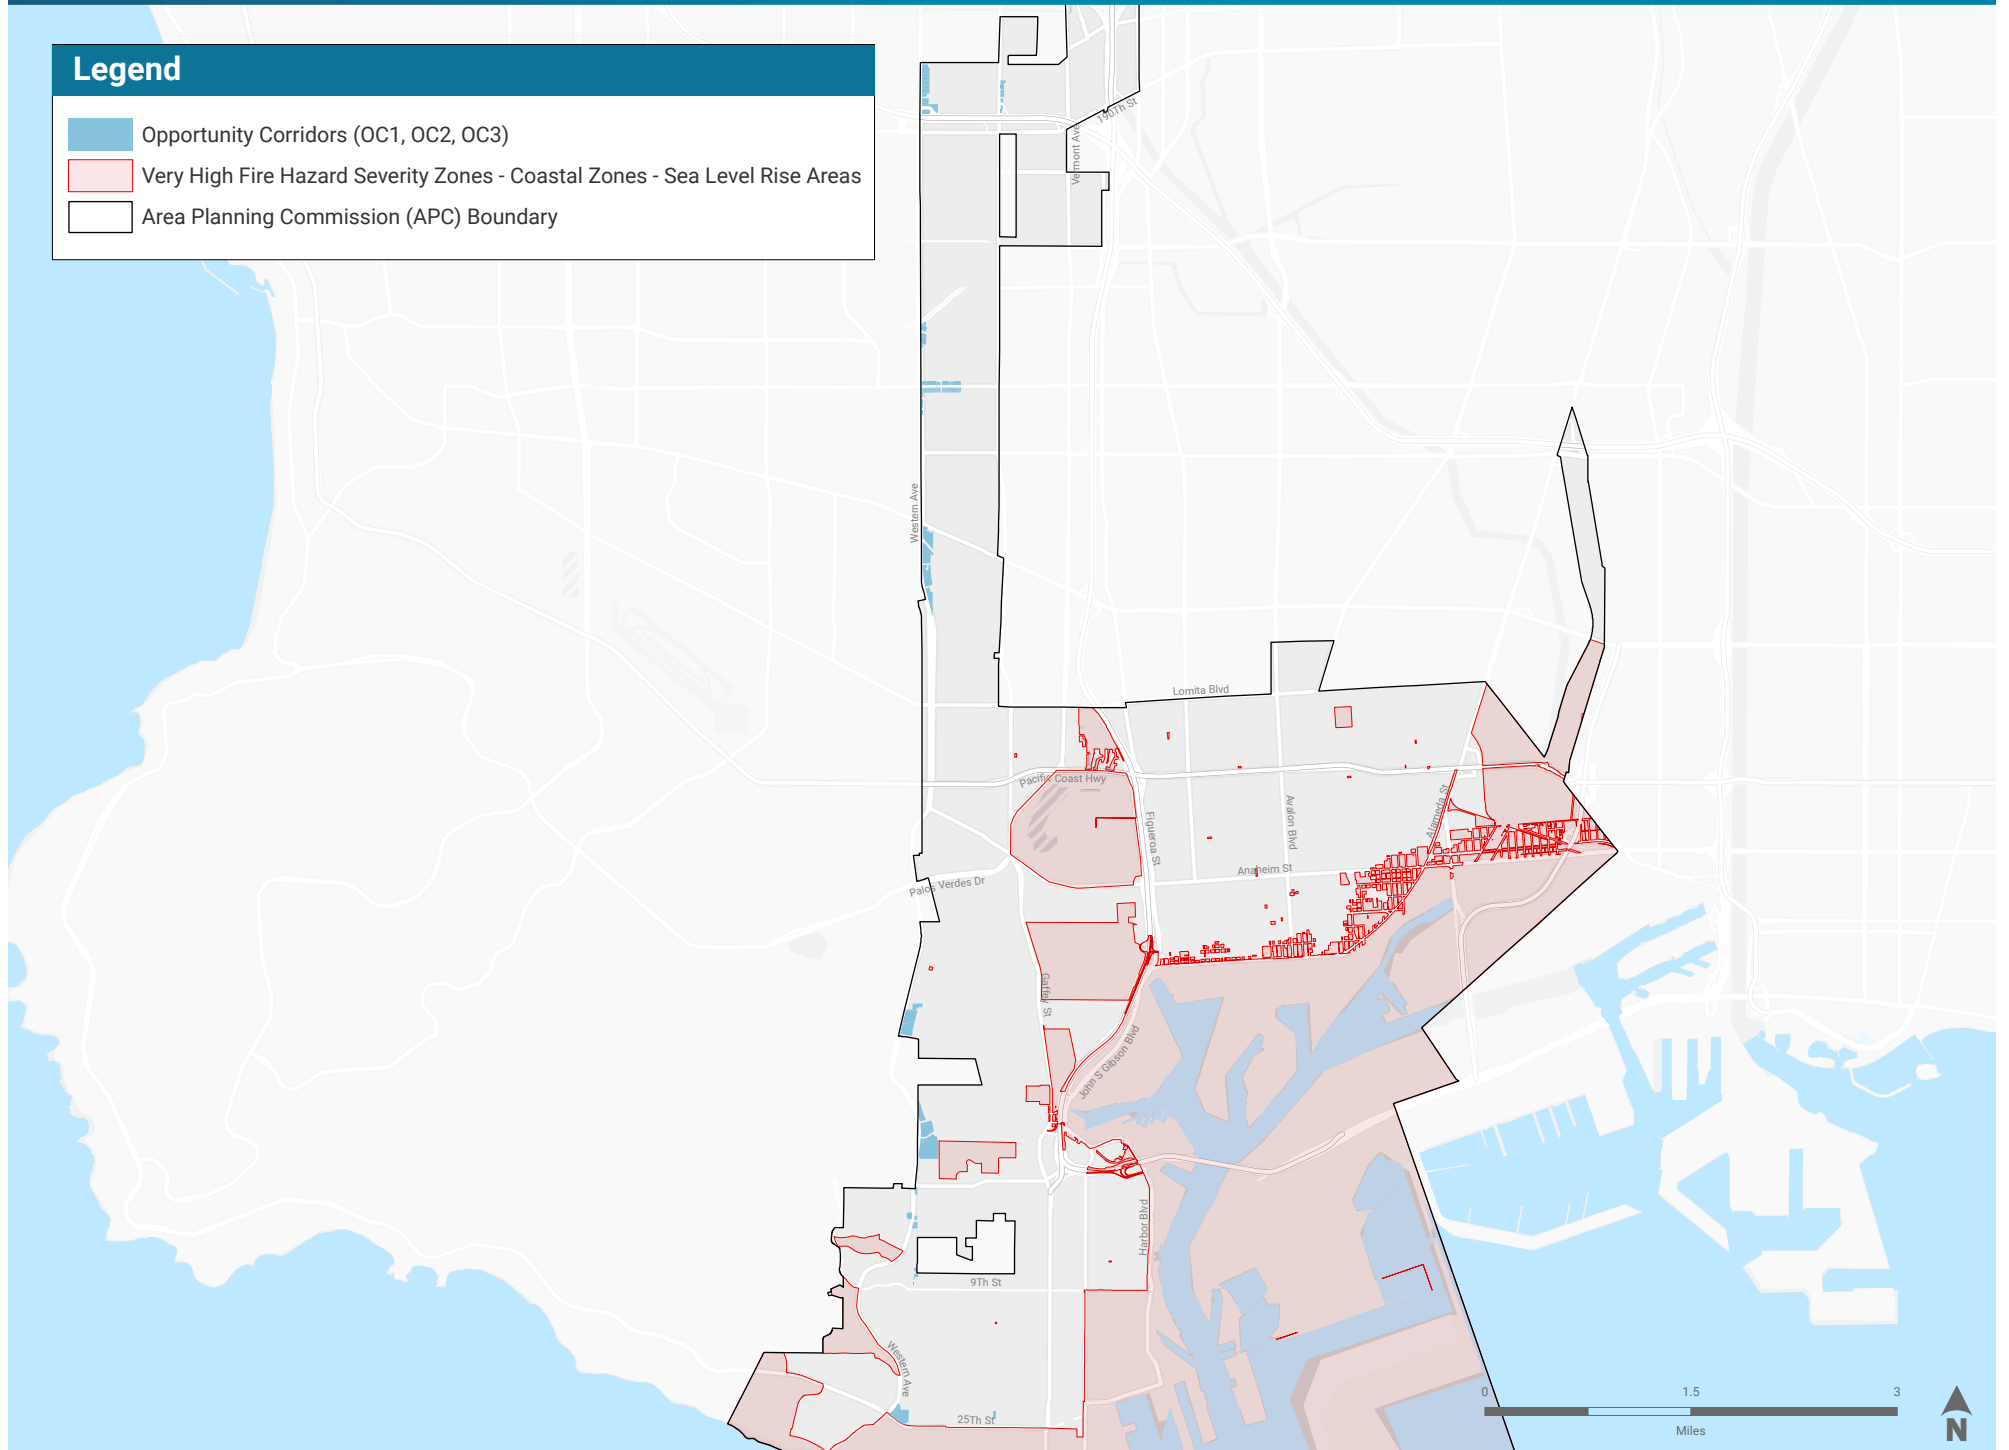 Legend
Opportunity Corridors (OC1, OC2, OC3)
Very High Fire Hazard Severity Zones - Coastal Zones - Sea Level Rise Areas
Area Planning Commission (APC) Boundary
190Th St
Vermont Ave
Western Ave
Lomita Blvd
Pacific Coast Hwy
Figueroa St
Avalon Blvd
Alameda St
Anaheim St
Palos Verdes Dr
Gaffey St
John S Gibson Blvd
Harbor Blvd
9Th St
Western Ave
25Th St
0 1.5 3
Miles
N